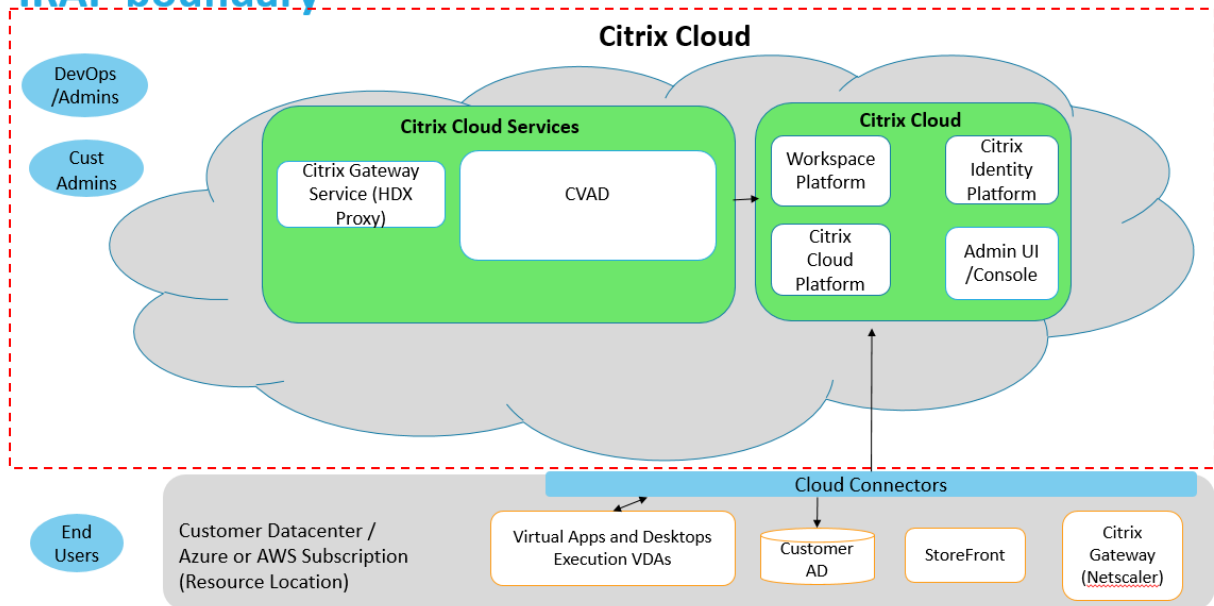 IRAP boundary
Citrix Cloud
DevOps
/Admins
Cust
Admins
Citrix Cloud Services
Citrix Gateway
Service (HDX
Proxy)
CVAD
Citrix Cloud
Workspace
Platform
Citrix
Identity
Platform
Citrix
Cloud
Platform
Admin UI
/Console
Cloud Connectors
End
Users
Customer Datacenter /
Azure or AWS Subscription
(Resource Location)
Virtual Apps and Desktops
Execution VDAs
Customer
AD
StoreFront
Citrix
Gateway
(Netscaler)